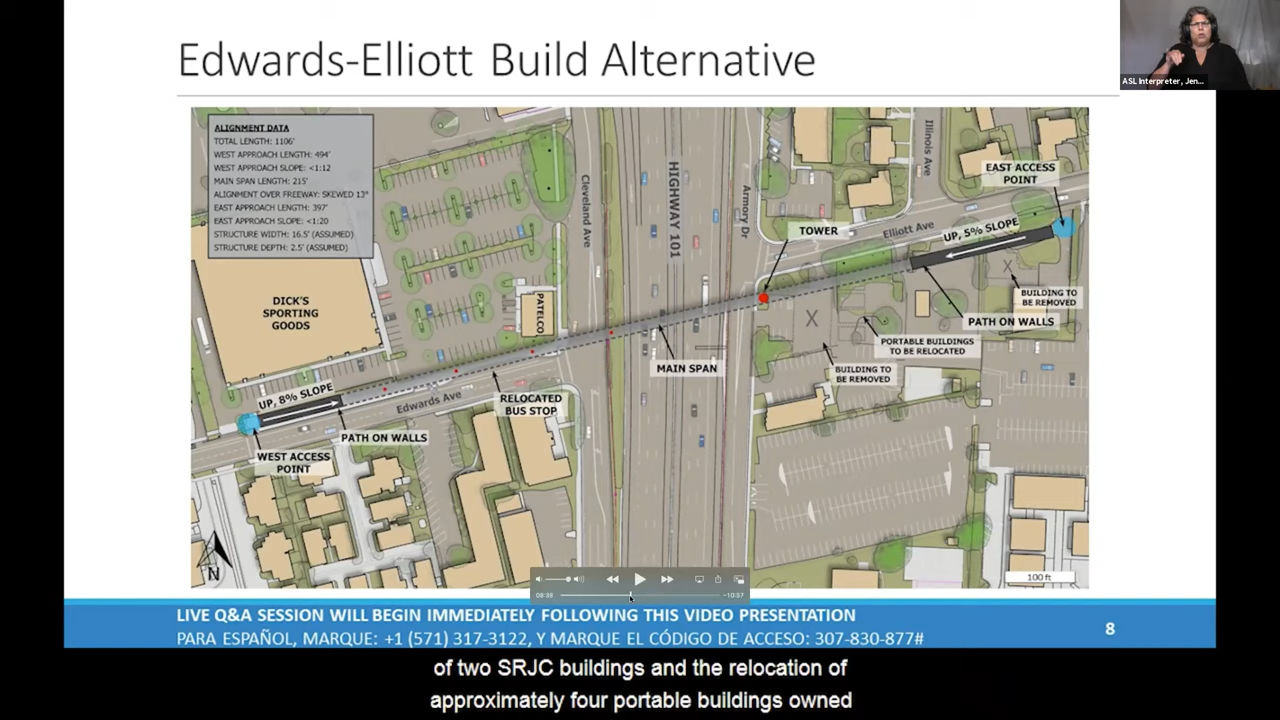 ASL Interpreter, Jen...
Edwards-Elliott Build Alternative
ALIGNMENT DATA
TOTAL LENGTH: 1106'
WEST APPROACH LENGTH: 494'
WEST APPROACH SLOPE: <1:12
MAIN SPAN LENGTH: 215'
ALIGNMENT OVER FREEWAY: SKEWED 13°
EAST APPROACH LENGTH: 397'
EAST APPROACH SLOPE: <1:20
STRUCTURE WIDTH: 16.5' (ASSUMED)
STRUCTURE DEPTH: 2.5' (ASSUMED)
Cleveland Ave
HIGHWAY 101
Armory Dr
Illinois Ave
EAST ACCESS
POINT
TOWER
Elliott Ave
UP, 5% SLOPE
X
BUILDING TO
BE REMOVED
DICK'S
SPORTING
GOODS
PATELCO
X
PATH ON WALLS
PORTABLE BUILDINGS
TO BE RELOCATED
MAIN SPAN
BUILDING TO
BE REMOVED
UP, 8% SLOPE
Edwards Ave
RELOCATED
BUS STOP
PATH ON WALLS
WEST ACCESS
POINT
N
100 ft
08:38
-10:37
LIVE Q&A SESSION WILL BEGIN IMMEDIATELY FOLLOWING THIS VIDEO PRESENTATION
PARA ESPAÑOL, MARQUE: +1 (571) 317-3122, Y MARQUE EL CÓDIGO DE ACCESO: 307-830-877#
8
of two SRJC buildings and the relocation of
approximately four portable buildings owned